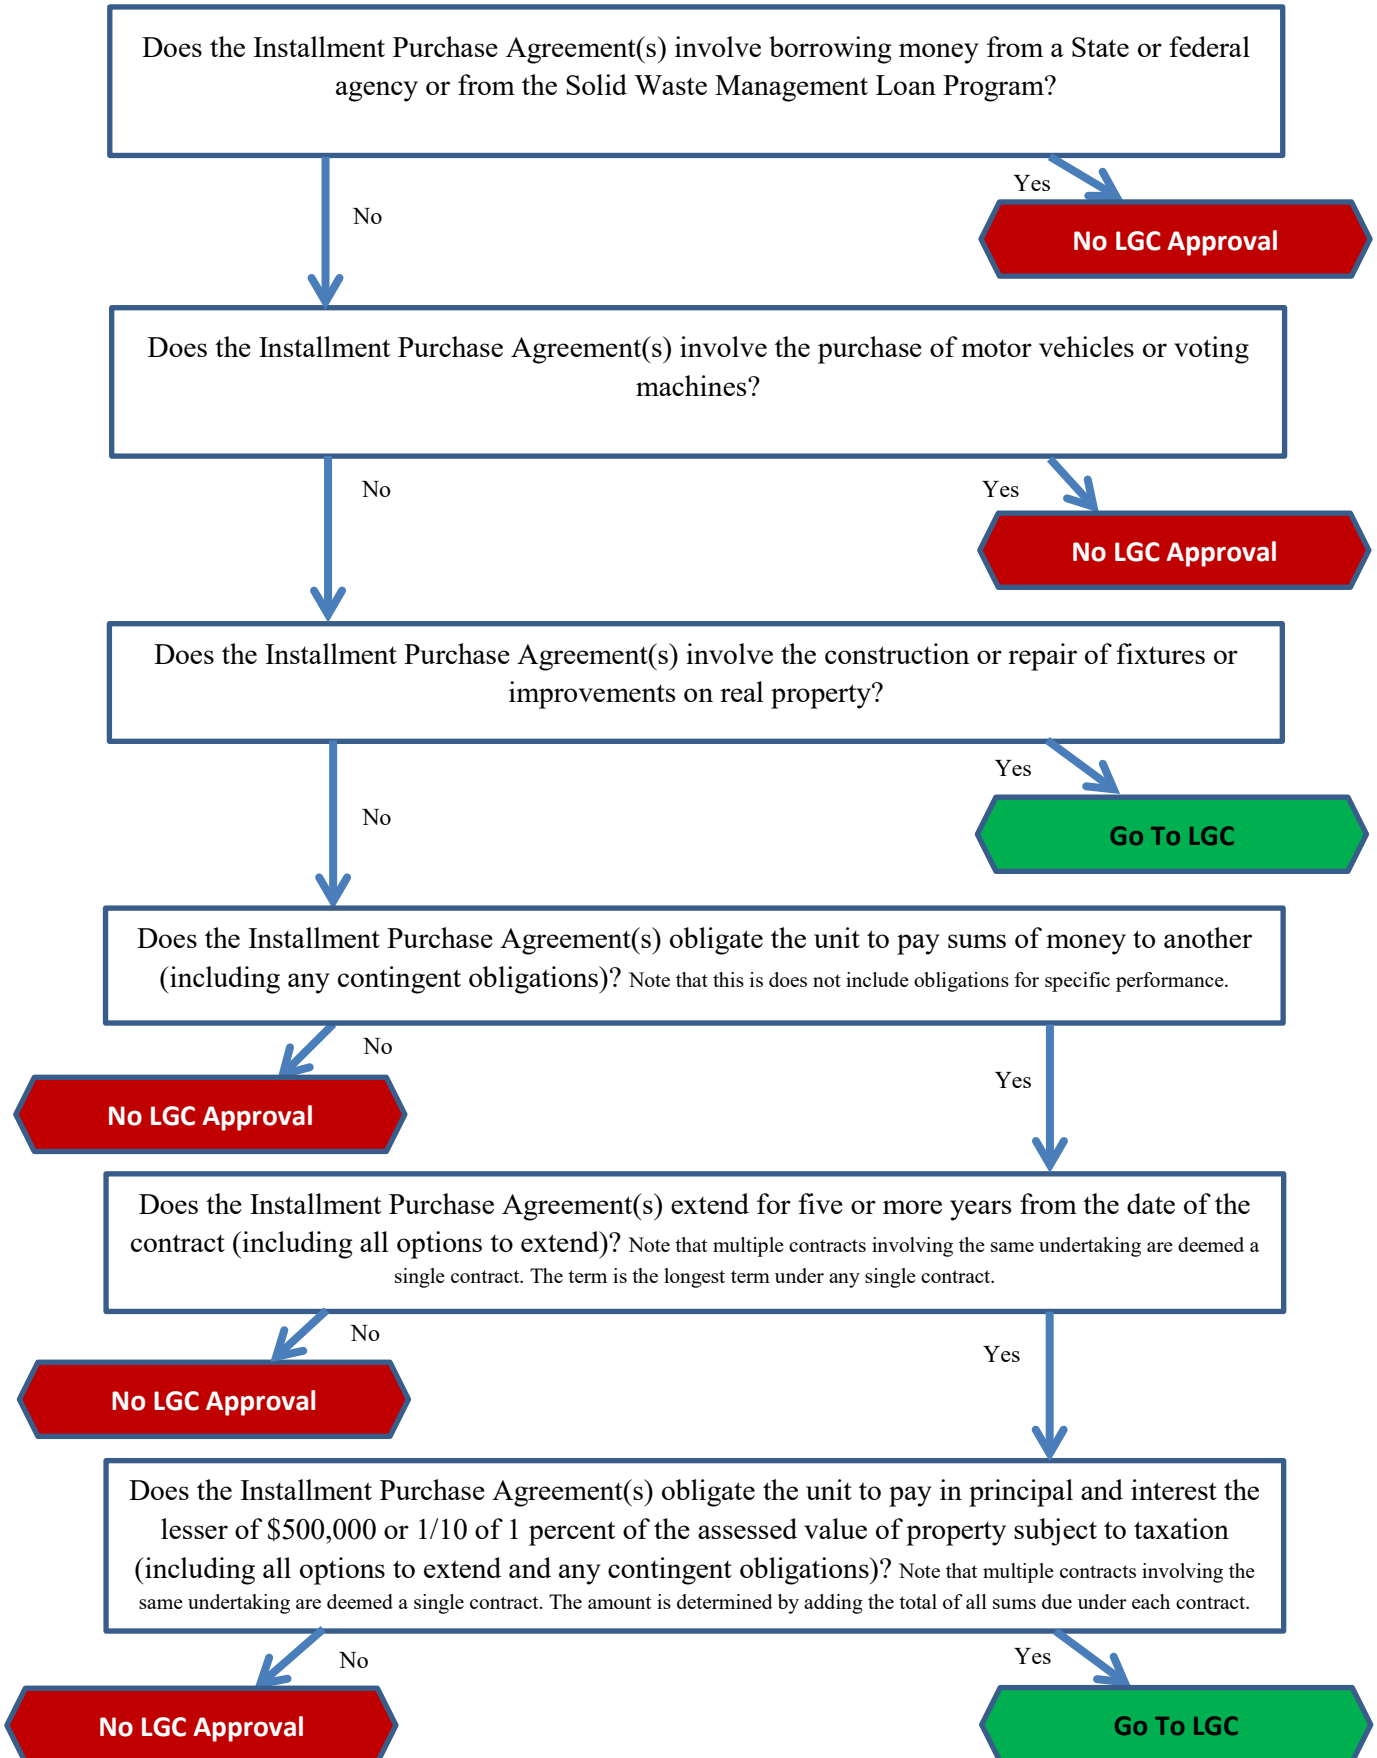 Does the Installment Purchase Agreement(s) involve borrowing money from a State or federal
agency or from the Solid Waste Management Loan Program?
Yes
No
No LGC Approval
Does the Installment Purchase Agreement(s) involve the purchase of motor vehicles or voting
machines?
No
Yes
No LGC Approval
Does the Installment Purchase Agreement(s) involve the construction or repair of fixtures or
improvements on real property?
Yes
No
Go To LGC
Does the Installment Purchase Agreement(s) obligate the unit to pay sums of money to another
(including any contingent obligations)? Note that this is does not include obligations for specific performance.
No
Yes
No LGC Approval
Does the Installment Purchase Agreement(s) extend for five or more years from the date of the
contract (including all options to extend)? Note that multiple contracts involving the same undertaking are deemed a
single contract. The term is the longest term under any single contract.
No
Yes
No LGC Approval
Does the Installment Purchase Agreement(s) obligate the unit to pay in principal and interest the
lesser of $500,000 or 1/10 of 1 percent of the assessed value of property subject to taxation
(including all options to extend and any contingent obligations)? Note that multiple contracts involving the
same undertaking are deemed a single contract. The amount is determined by adding the total of all sums due under each contract.
No
Yes
No LGC Approval
Go To LGC